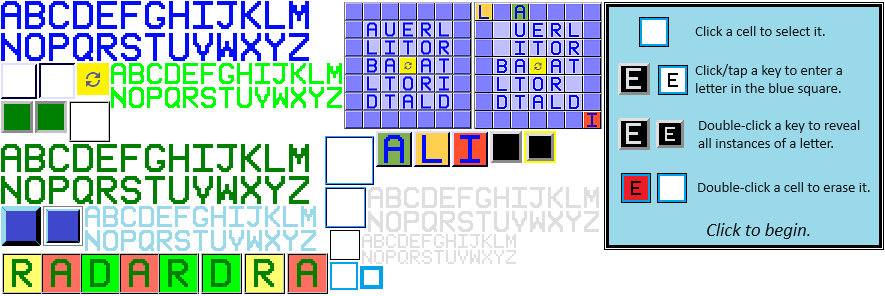 ABCDEFGHIJKLM
NOPQRSTUVWXYZ
ABCDEFGHIJKLM
NOPQRSTUVWXYZ
ABCDEFGHIJKLM
NOPQRSTUVWXYZ
ABCDEFGHIJKLM
NOPQRSTUVWXYZ
RADARDRA
AUERL
LITOR
BA AT
LTORI
DTALD
L A
UERL
ITOR
BA AT
LTOR
DTALD
I
ALI
ABCDEFGHIJKLM
NOPQRSTUVWXYZ
ABCDEFGHIJKLM
NOPQRSTUVWXYZ
Click a cell to select it.
E E
Click/tap a key to enter a
letter in the blue square.
E E
Double-click a key to reveal
all instances of a letter.
E
Double-click a cell to erase it.
Click to begin.